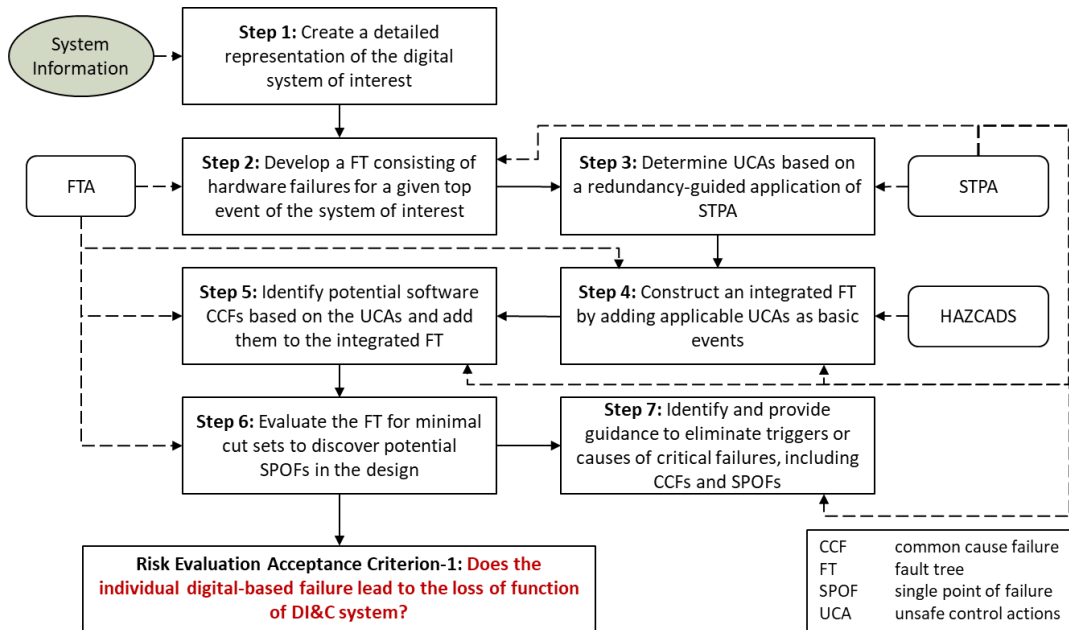 System
Information
Step 1: Create a detailed
representation of the digital
system of interest
FTA
Step 2: Develop a FT consisting of
hardware failures for a given top
event of the system of interest
Step 3: Determine UCAs based on
a redundancy-guided application of
STPA
STPA
Step 5: Identify potential software
CCFs based on the UCAs and add
them to the integrated FT
Step 4: Construct an integrated FT
by adding applicable UCAs as basic
events
HAZCADS
Step 6: Evaluate the FT for minimal
cut sets to discover potential
SPOFs in the design
Step 7: Identify and provide
guidance to eliminate triggers or
causes of critical failures, including
CCFs and SPOFs
Risk Evaluation Acceptance Criterion-1: Does the
individual digital-based failure lead to the loss of function
of DI&C system?
CCF common cause failure
FT fault tree
SPOF single point of failure
UCA unsafe control actions